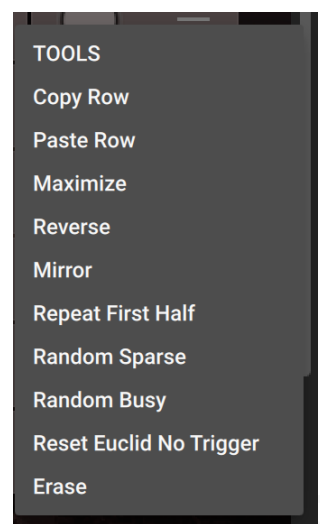 TOOLS
Copy Row
Paste Row
Maximize
Reverse
Mirror
Repeat First Half
Random Sparse
Random Busy
Reset Euclid No Trigger
Erase